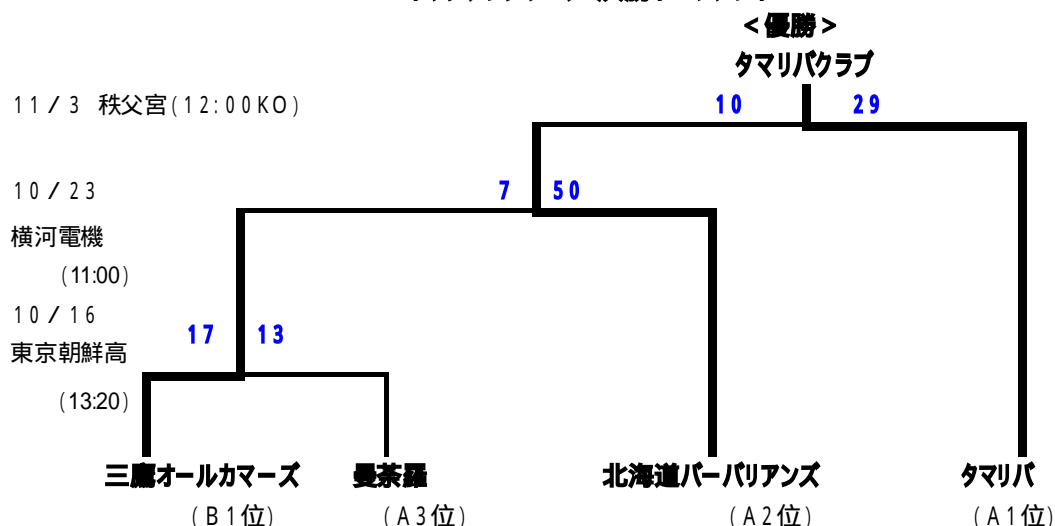 <優勝>
タマリバクラブ
11/3 秩父宮(12:00KO)
10 29
10/23
7 50
横河電機
(11:00)
10/16
17 13
東京朝鮮高
(13:20)
三鷹オールカマーズ 曼荼羅 北海道バーバリアンズ タマリバ
(B1位) (A3位) (A2位) (A1位)